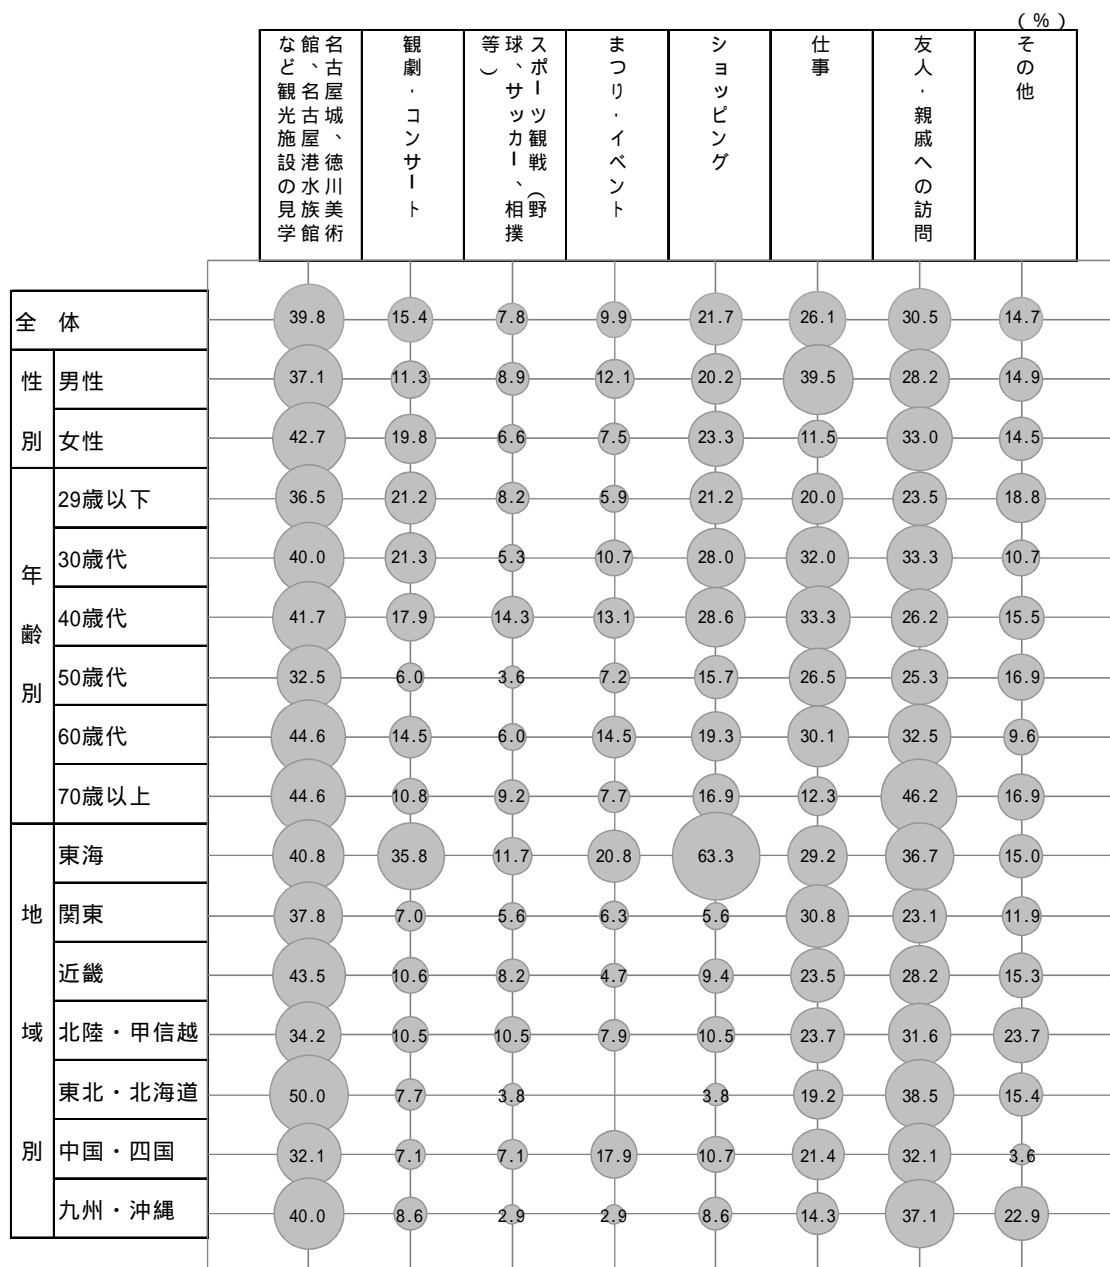 （％）
名古屋城、徳川美術
館、名古屋港水族館
など観光施設の見学
観劇・コンサート
スポーツ観戦（野
球、サッカー、相撲
等）
まつり・イベント
ショッピング
仕事
友人・親戚への訪問
その他
全 体 39.8 15.4 7.8 9.9 21.7 26.1 30.5 14.7
性別
男性 37.1 11.3 8.9 12.1 20.2 39.5 28.2 14.9
女性 42.7 19.8 6.6 7.5 23.3 11.5 33.0 14.5
年齢別
29歳以下 36.5 21.2 8.2 5.9 21.2 20.0 23.5 18.8
30歳代 40.0 21.3 5.3 10.7 28.0 32.0 33.3 10.7
40歳代 41.7 17.9 14.3 13.1 28.6 33.3 26.2 15.5
50歳代 32.5 6.0 3.6 7.2 15.7 26.5 25.3 16.9
60歳代 44.6 14.5 6.0 14.5 19.3 30.1 32.5 9.6
70歳以上 44.6 10.8 9.2 7.7 16.9 12.3 46.2 16.9
地域別
東海 40.8 35.8 11.7 20.8 63.3 29.2 36.7 15.0
関東 37.8 7.0 5.6 6.3 5.6 30.8 23.1 11.9
近畿 43.5 10.6 8.2 4.7 9.4 23.5 28.2 15.3
北陸・甲信越 34.2 10.5 10.5 7.9 10.5 23.7 31.6 23.7
東北・北海道 50.0 7.7 3.8 3.8 19.2 38.5 15.4
中国・四国 32.1 7.1 7.1 17.9 10.7 21.4 32.1 3.6
九州・沖縄 40.0 8.6 2.9 2.9 8.6 14.3 37.1 22.9